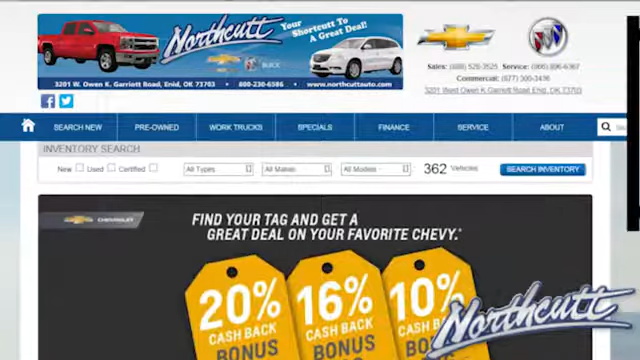 Northcutt
Your
Shortcut To
A Great Deal!
BUICK
3201 W. Owen K. Garriott Road, Enid, OK 73703 • 800-230-6586 • www.northcuttauto.com
Sales: (888) 525-3525 Service: (866) 896-6367
Commercial: (877) 300-3436
3201 West Owen K. Garriott Road Enid, OK 73703
SEARCH NEW PRE-OWNED WORK TRUCKS SPECIALS FINANCE SERVICE ABOUT
INVENTORY SEARCH
New Used Certified All Types All Makes All Models 362 Vehicles SEARCH INVENTORY
CHEVROLET
FIND YOUR TAG AND GET A
GREAT DEAL ON YOUR FAVORITE CHEVY.*
20% 16% 10%
CASH BACK CASH BACK CASH BACK
BONUS BONUS
Northcutt